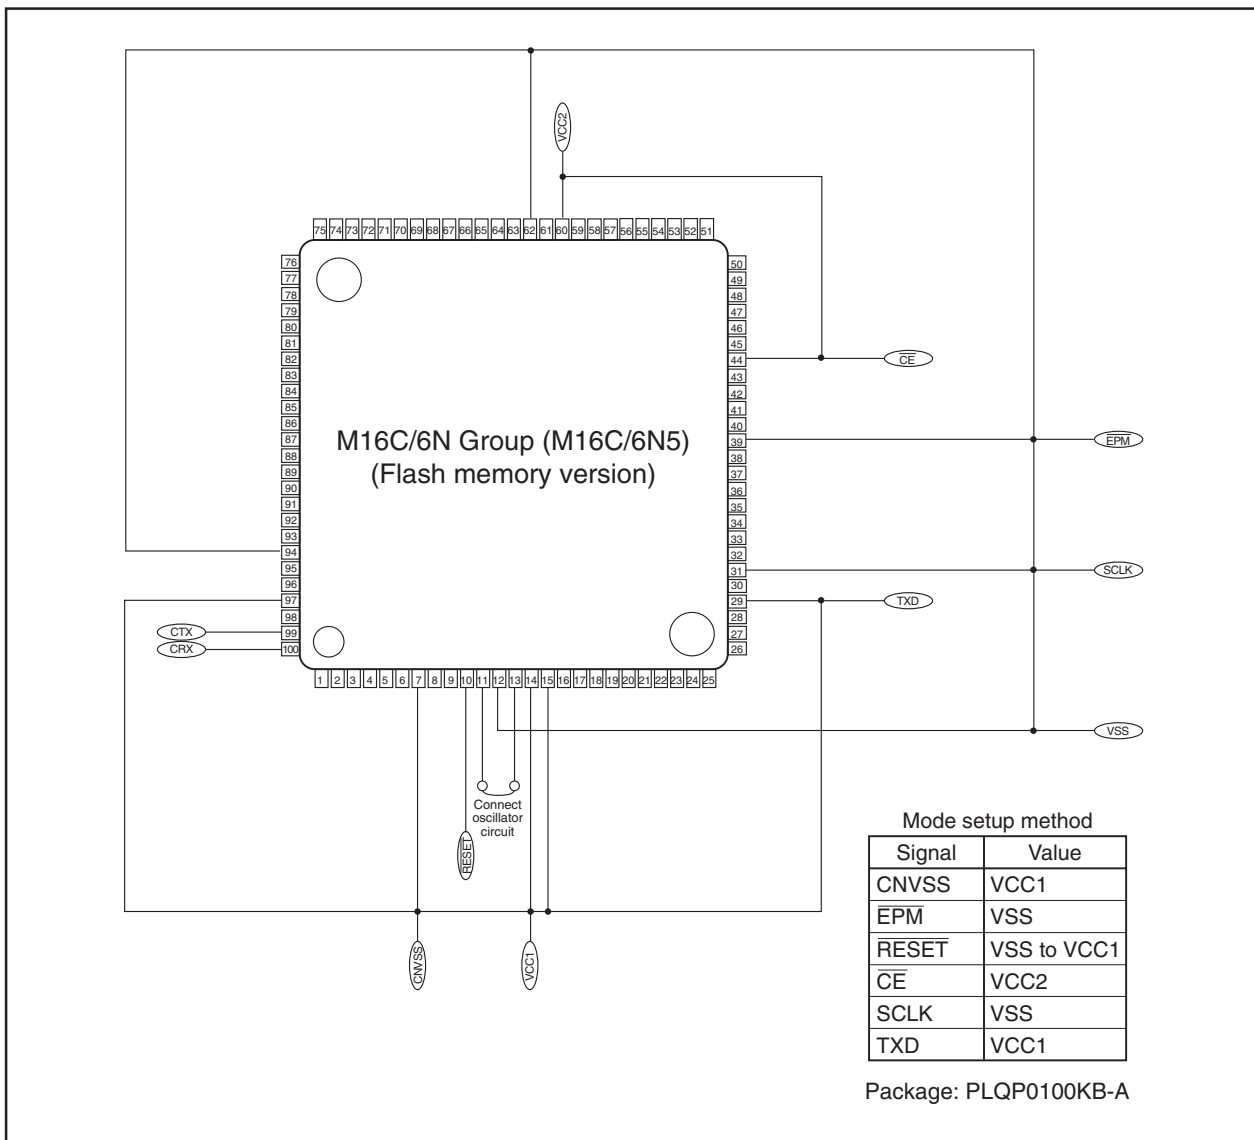 VCC2
75 74 73 72 71 70 69 68 67 66 65 64 63 62 61 60 59 58 57 56 55 54 53 52 51
76
77
78
79
80
81
82
83
84
85
86
87
88
89
90
91
92
93
94
95
96
97
98
99
100
50
49
48
47
46
45
44
43
42
41
40
39
38
37
36
35
34
33
32
31
30
29
28
27
26
M16C/6N Group (M16C/6N5)
(Flash memory version)
CE
EPM
SCLK
TXD
CTX
CRX
1 2 3 4 5 6 7 8 9 10 11 12 13 14 15 16 17 18 19 20 21 22 23 24 25
VSS
Connect
oscillator
circuit
RESET
CNVSS
VCC1
Mode setup method
Signal Value
CNVSS VCC1
EPM VSS
RESET VSS to VCC1
CE VCC2
SCLK VSS
TXD VCC1
Package: PLQP0100KB-A